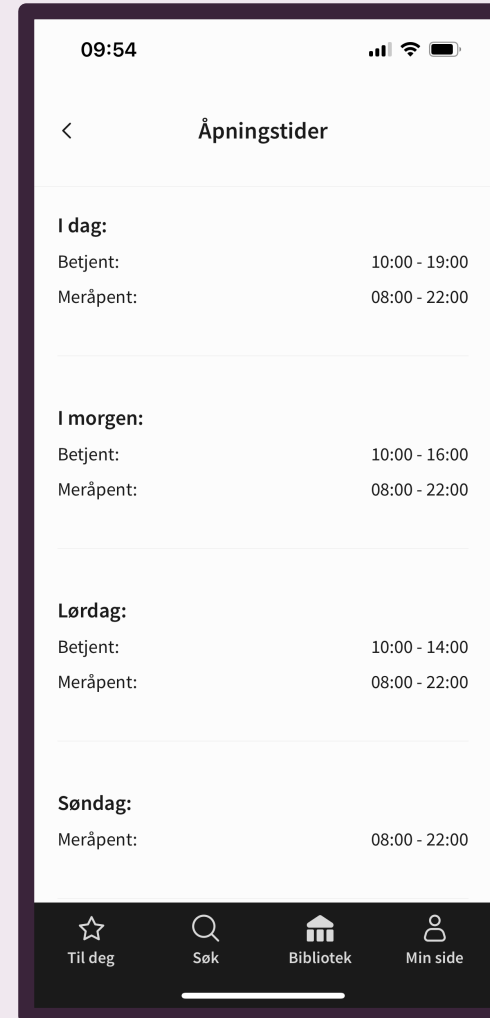 09:54
Åpningstider
I dag:
Betjent: 10:00 - 19:00
Meråpent: 08:00 - 22:00
I morgen:
Betjent: 10:00 - 16:00
Meråpent: 08:00 - 22:00
Lørdag:
Betjent: 10:00 - 14:00
Meråpent: 08:00 - 22:00
Søndag:
Meråpent: 08:00 - 22:00
Til deg Søk Bibliotek Min side